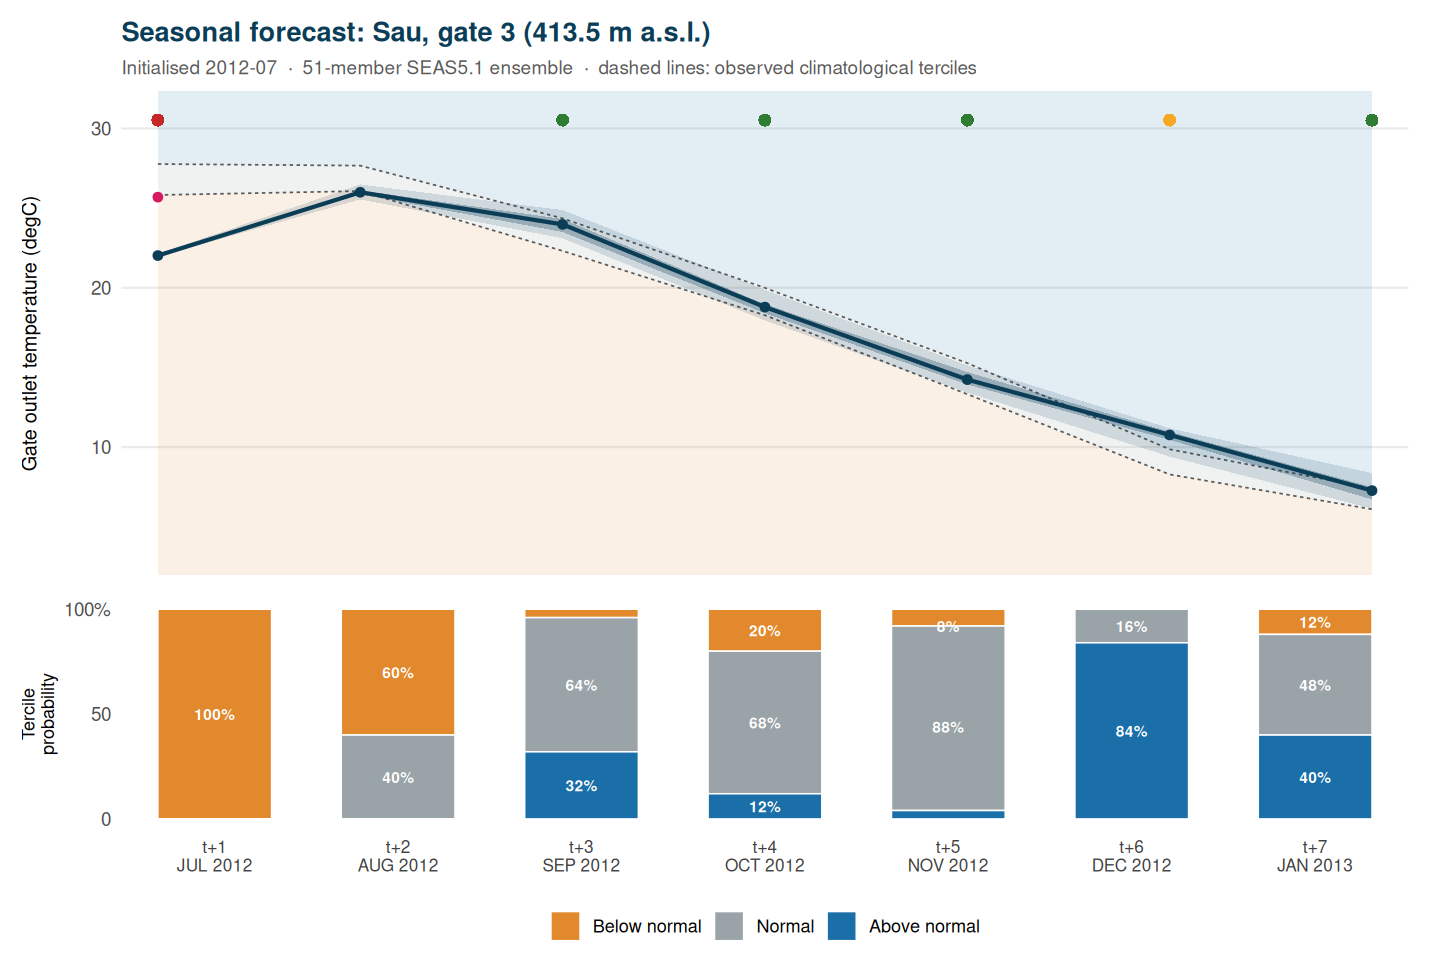 Seasonal forecast: Sau, gate 3 (413.5 m a.s.l.)
Initialised 2012-07 · 51-member SEAS5.1 ensemble · dashed lines: observed climatological terciles
Gate outlet temperature (degC)
30
20
10
Tercile
probability
100%
50
0
100%
60%
40%
64%
32%
20%
68%
12%
8%
88%
16%
84%
12%
48%
40%
t+1
JUL 2012
t+2
AUG 2012
t+3
SEP 2012
t+4
OCT 2012
t+5
NOV 2012
t+6
DEC 2012
t+7
JAN 2013
Below normal
Normal
Above normal